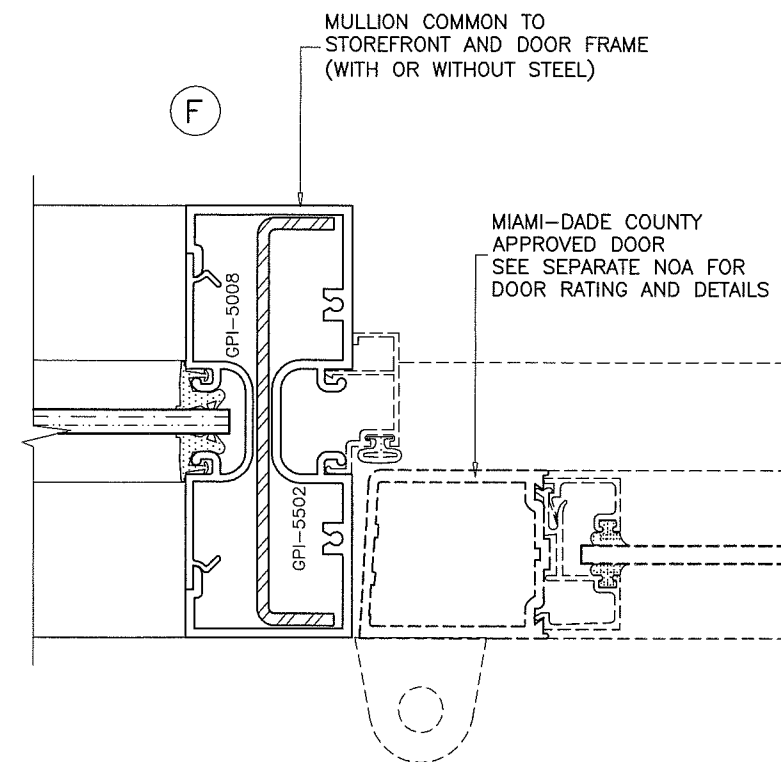 MULLION COMMON TO
STOREFRONT AND DOOR FRAME
(WITH OR WITHOUT STEEL)
F
MIAMI-DADE COUNTY
APPROVED DOOR
SEE SEPARATE NOA FOR
DOOR RATING AND DETAILS
GPI-5008
GPI-5502